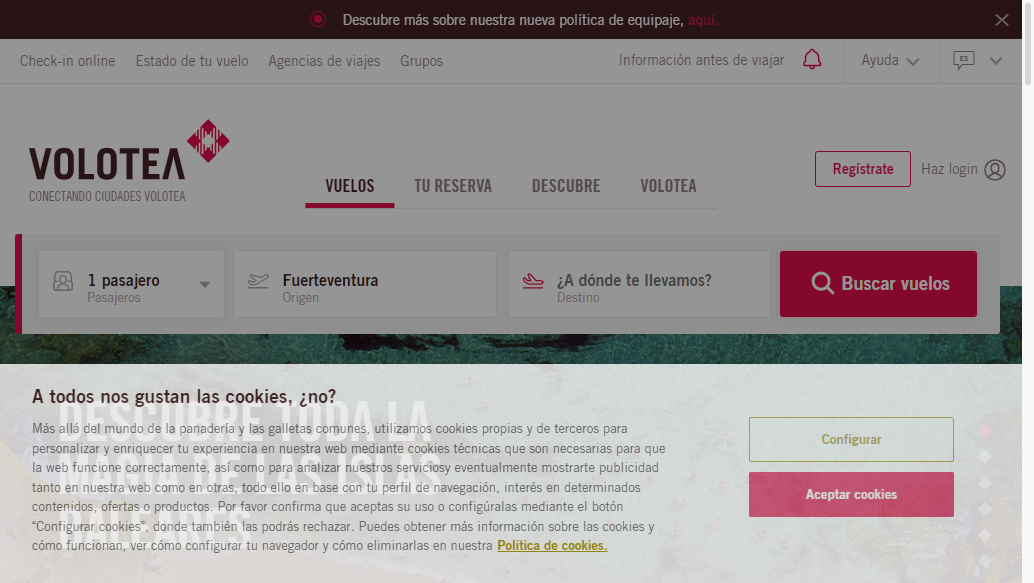 Descubre más sobre nuestra nueva política de equipaje, aquí.
Check-in online Estado de tu vuelo Agencias de viajes Grupos Información antes de viajar Ayuda ES
VOLOTEA
CONECTANDO CIUDADES VOLOTEA
VUELOS TU RESERVA DESCUBRE VOLOTEA
Regístrate Haz login
1 pasajero
Pasajeros
Fuerteventura
Origen
¿A dónde te llevamos?
Destino
Buscar vuelos
DESCUBRE TODA LA
MAGIA DE LAS ISLAS
BALEARES
A todos nos gustan las cookies, ¿no?
Más allá del mundo de la panadería y las galletas comunes, utilizamos cookies propias y de terceros para
personalizar y enriquecer tu experiencia en nuestra web mediante cookies técnicas que son necesarias para que
la web funcione correctamente, así como para analizar nuestros serviciosy eventualmente mostrarte publicidad
tanto en nuestra web como en otras, todo ello en base con tu perfil de navegación, interés en determinados
contenidos, ofertas o productos. Por favor confirma que aceptas su uso o configúralas mediante el botón
“Configurar cookies”, donde también las podrás rechazar. Puedes obtener más información sobre las cookies y
cómo funcionan, ver cómo configurar tu navegador y cómo eliminarlas en nuestra Política de cookies.
Configurar
Aceptar cookies